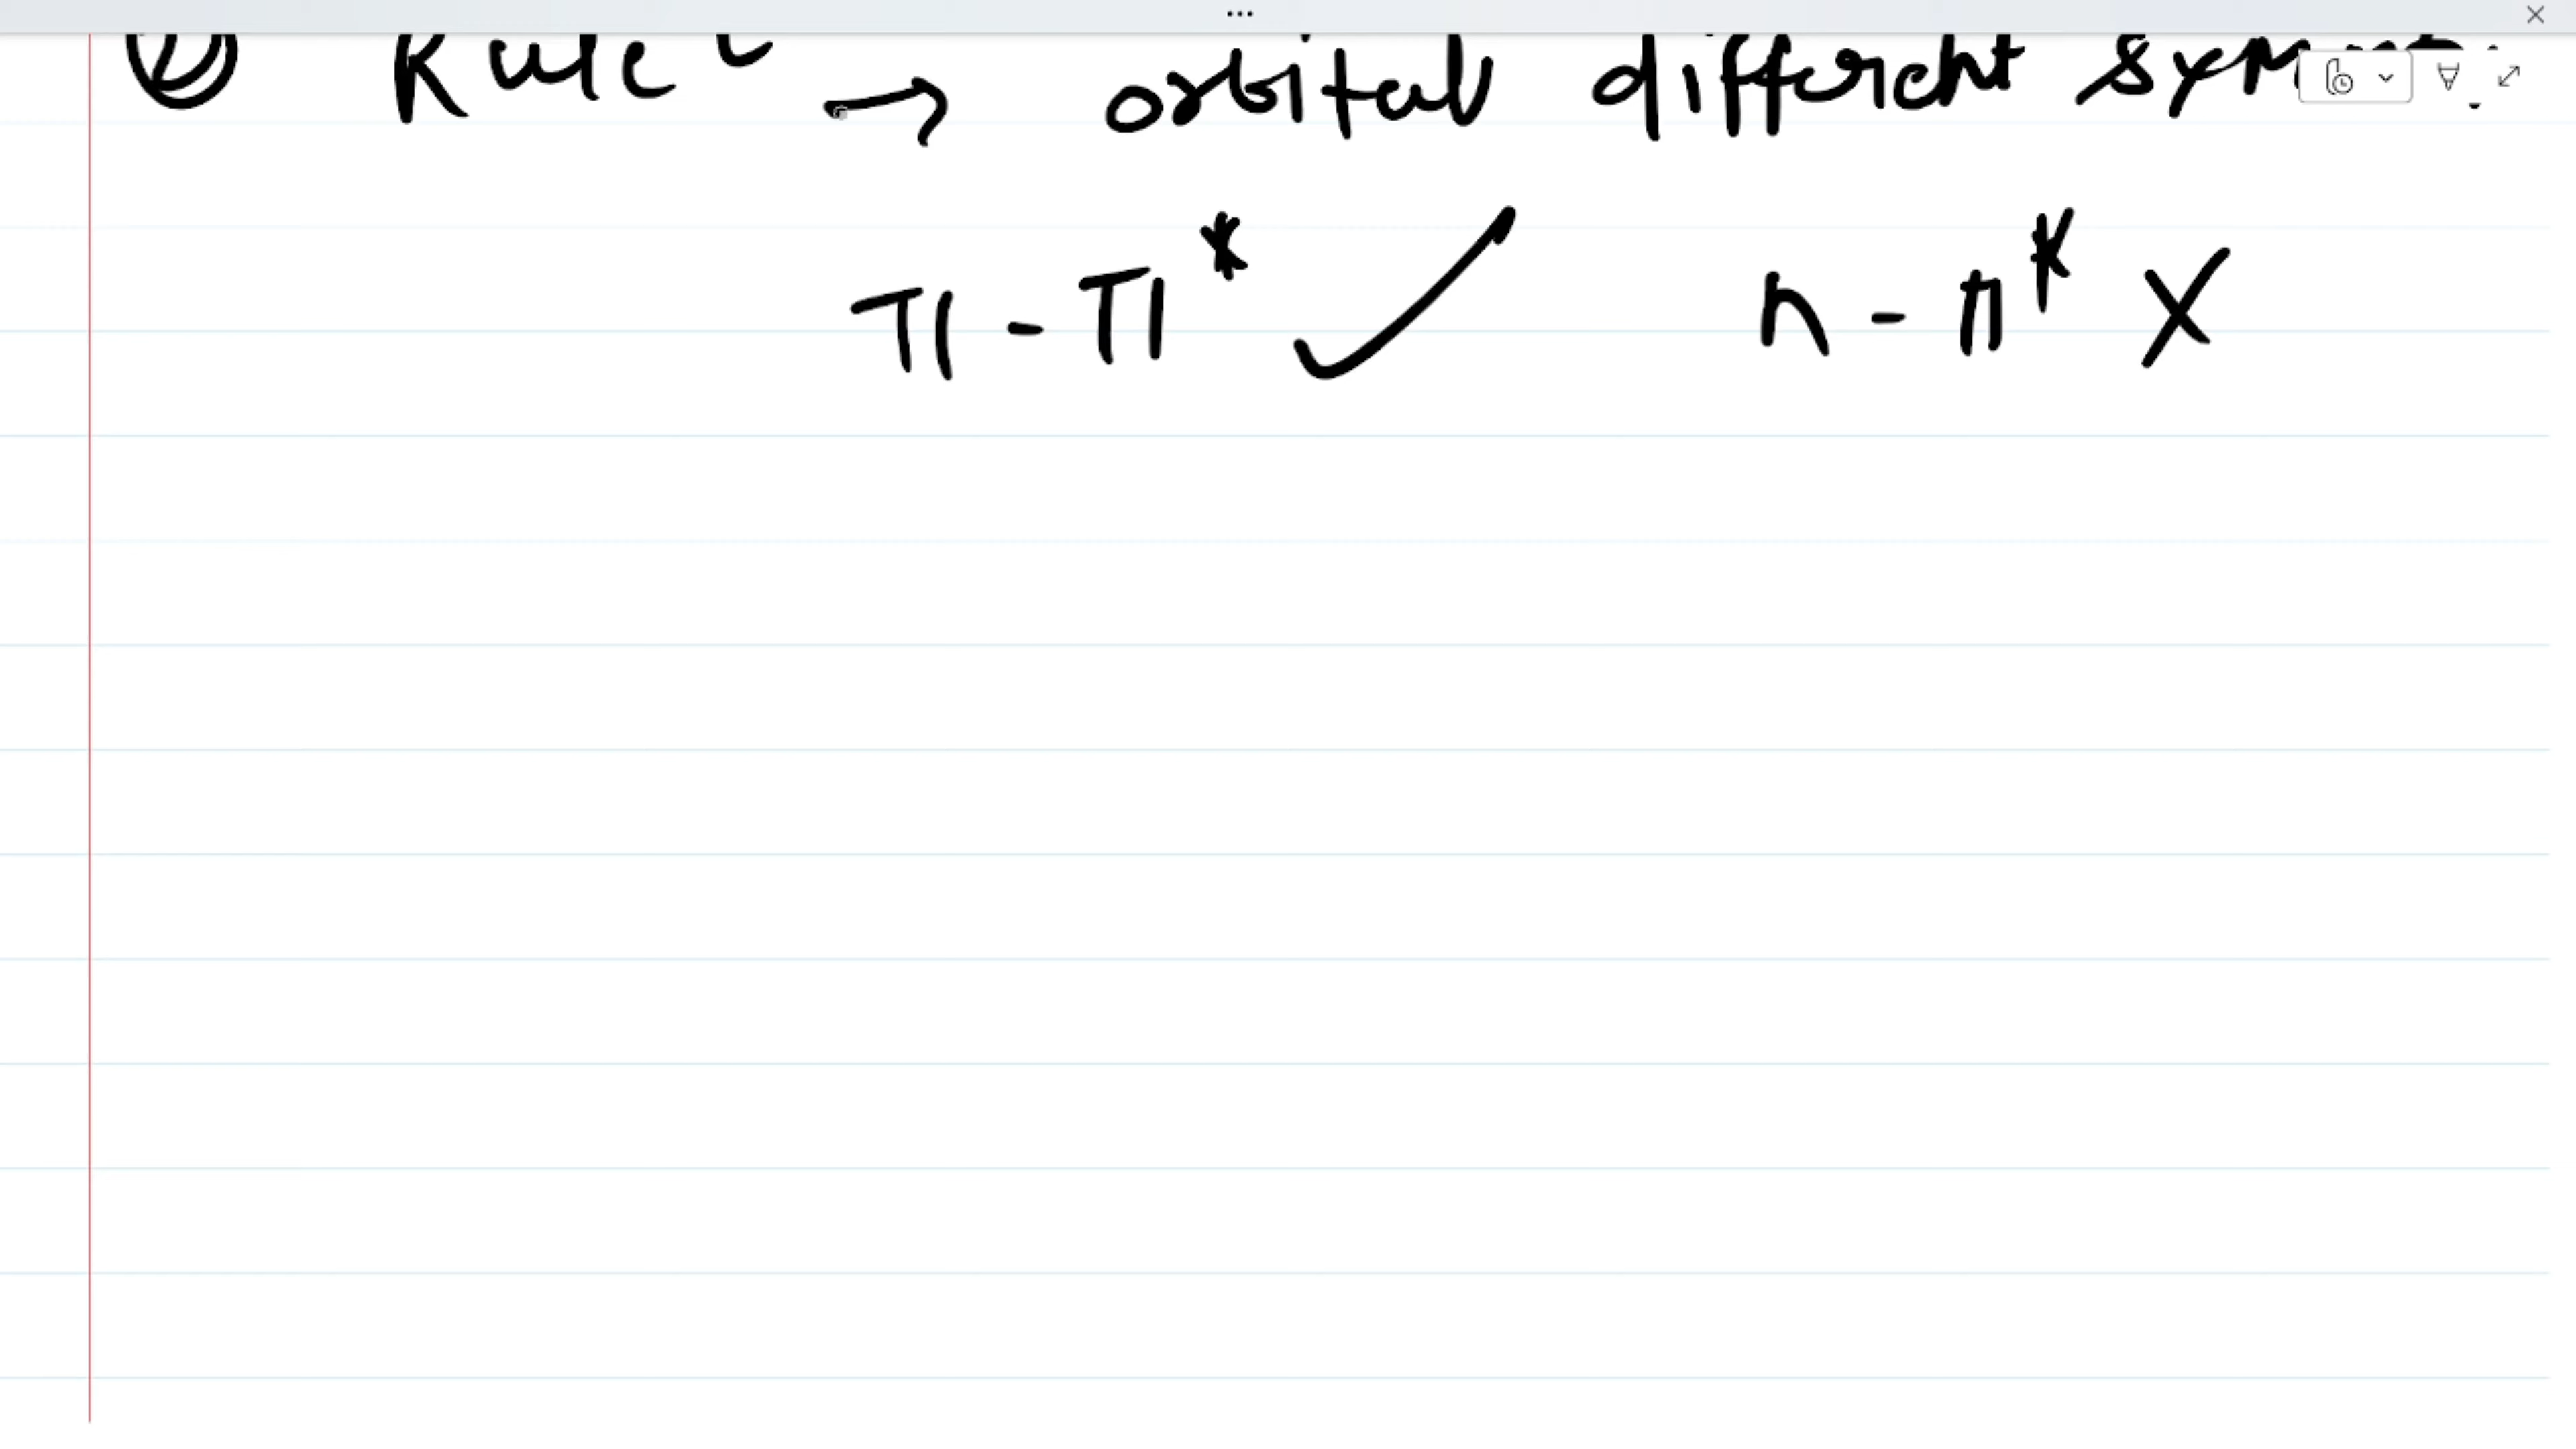 ② Rule → orbital different
π - π* ✓ n - π* X